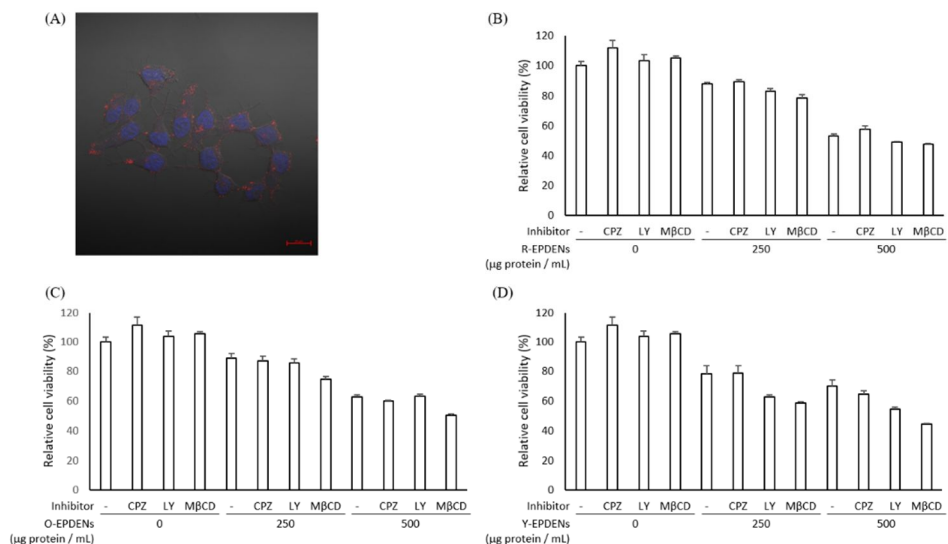 (A)
(B)
120
100
80
60
40
20
0
Relative cell viability (%)
Inhibitor - CPZ LY MβCD - CPZ LY MβCD - CPZ LY MβCD
R-EPDENs 0 250 500
(μg protein / mL)
(C)
120
100
80
60
40
20
0
Relative cell viability (%)
Inhibitor - CPZ LY MβCD - CPZ LY MβCD - CPZ LY MβCD
O-EPDENs 0 250 500
(μg protein / mL)
(D)
120
100
80
60
40
20
0
Relative cell viability (%)
Inhibitor - CPZ LY MβCD - CPZ LY MβCD - CPZ LY MβCD
Y-EPDENs 0 250 500
(μg protein / mL)